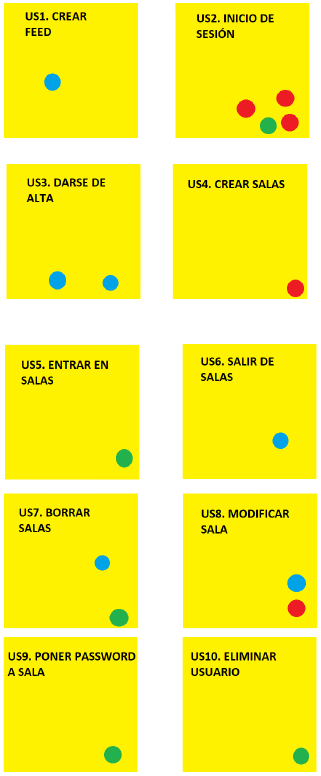 US1. CREAR
FEED
US2. INICIO DE
SESIÓN
US3. DARSE DE
ALTA
US4. CREAR SALAS
US5. ENTRAR EN
SALAS
US6. SALIR DE
SALAS
US7. BORRAR
SALAS
US8. MODIFICAR
SALA
US9. PONER PASSWORD
A SALA
US10. ELIMINAR
USUARIO